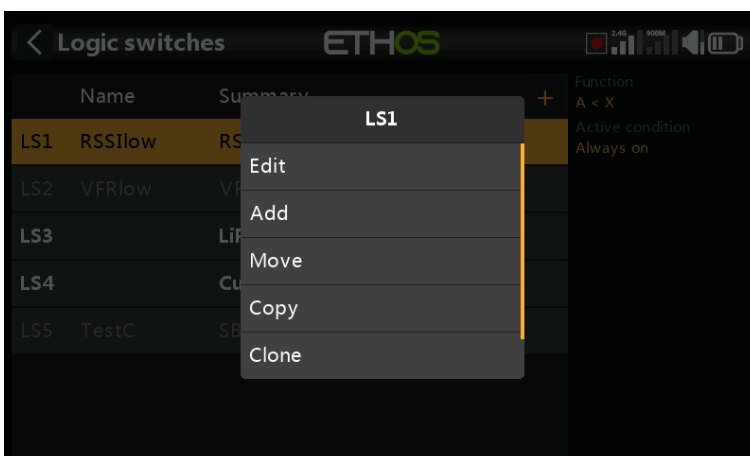 Logic switches
ETHOS
2.4G 900M
Name Summary +
LS1 RSSIlow RS
LS2 VFRlow VF
LS3 LiP
LS4 Cu
LS5 TestC SB
LS1
Edit
Add
Move
Copy
Clone
Function
A < X
Active condition
Always on